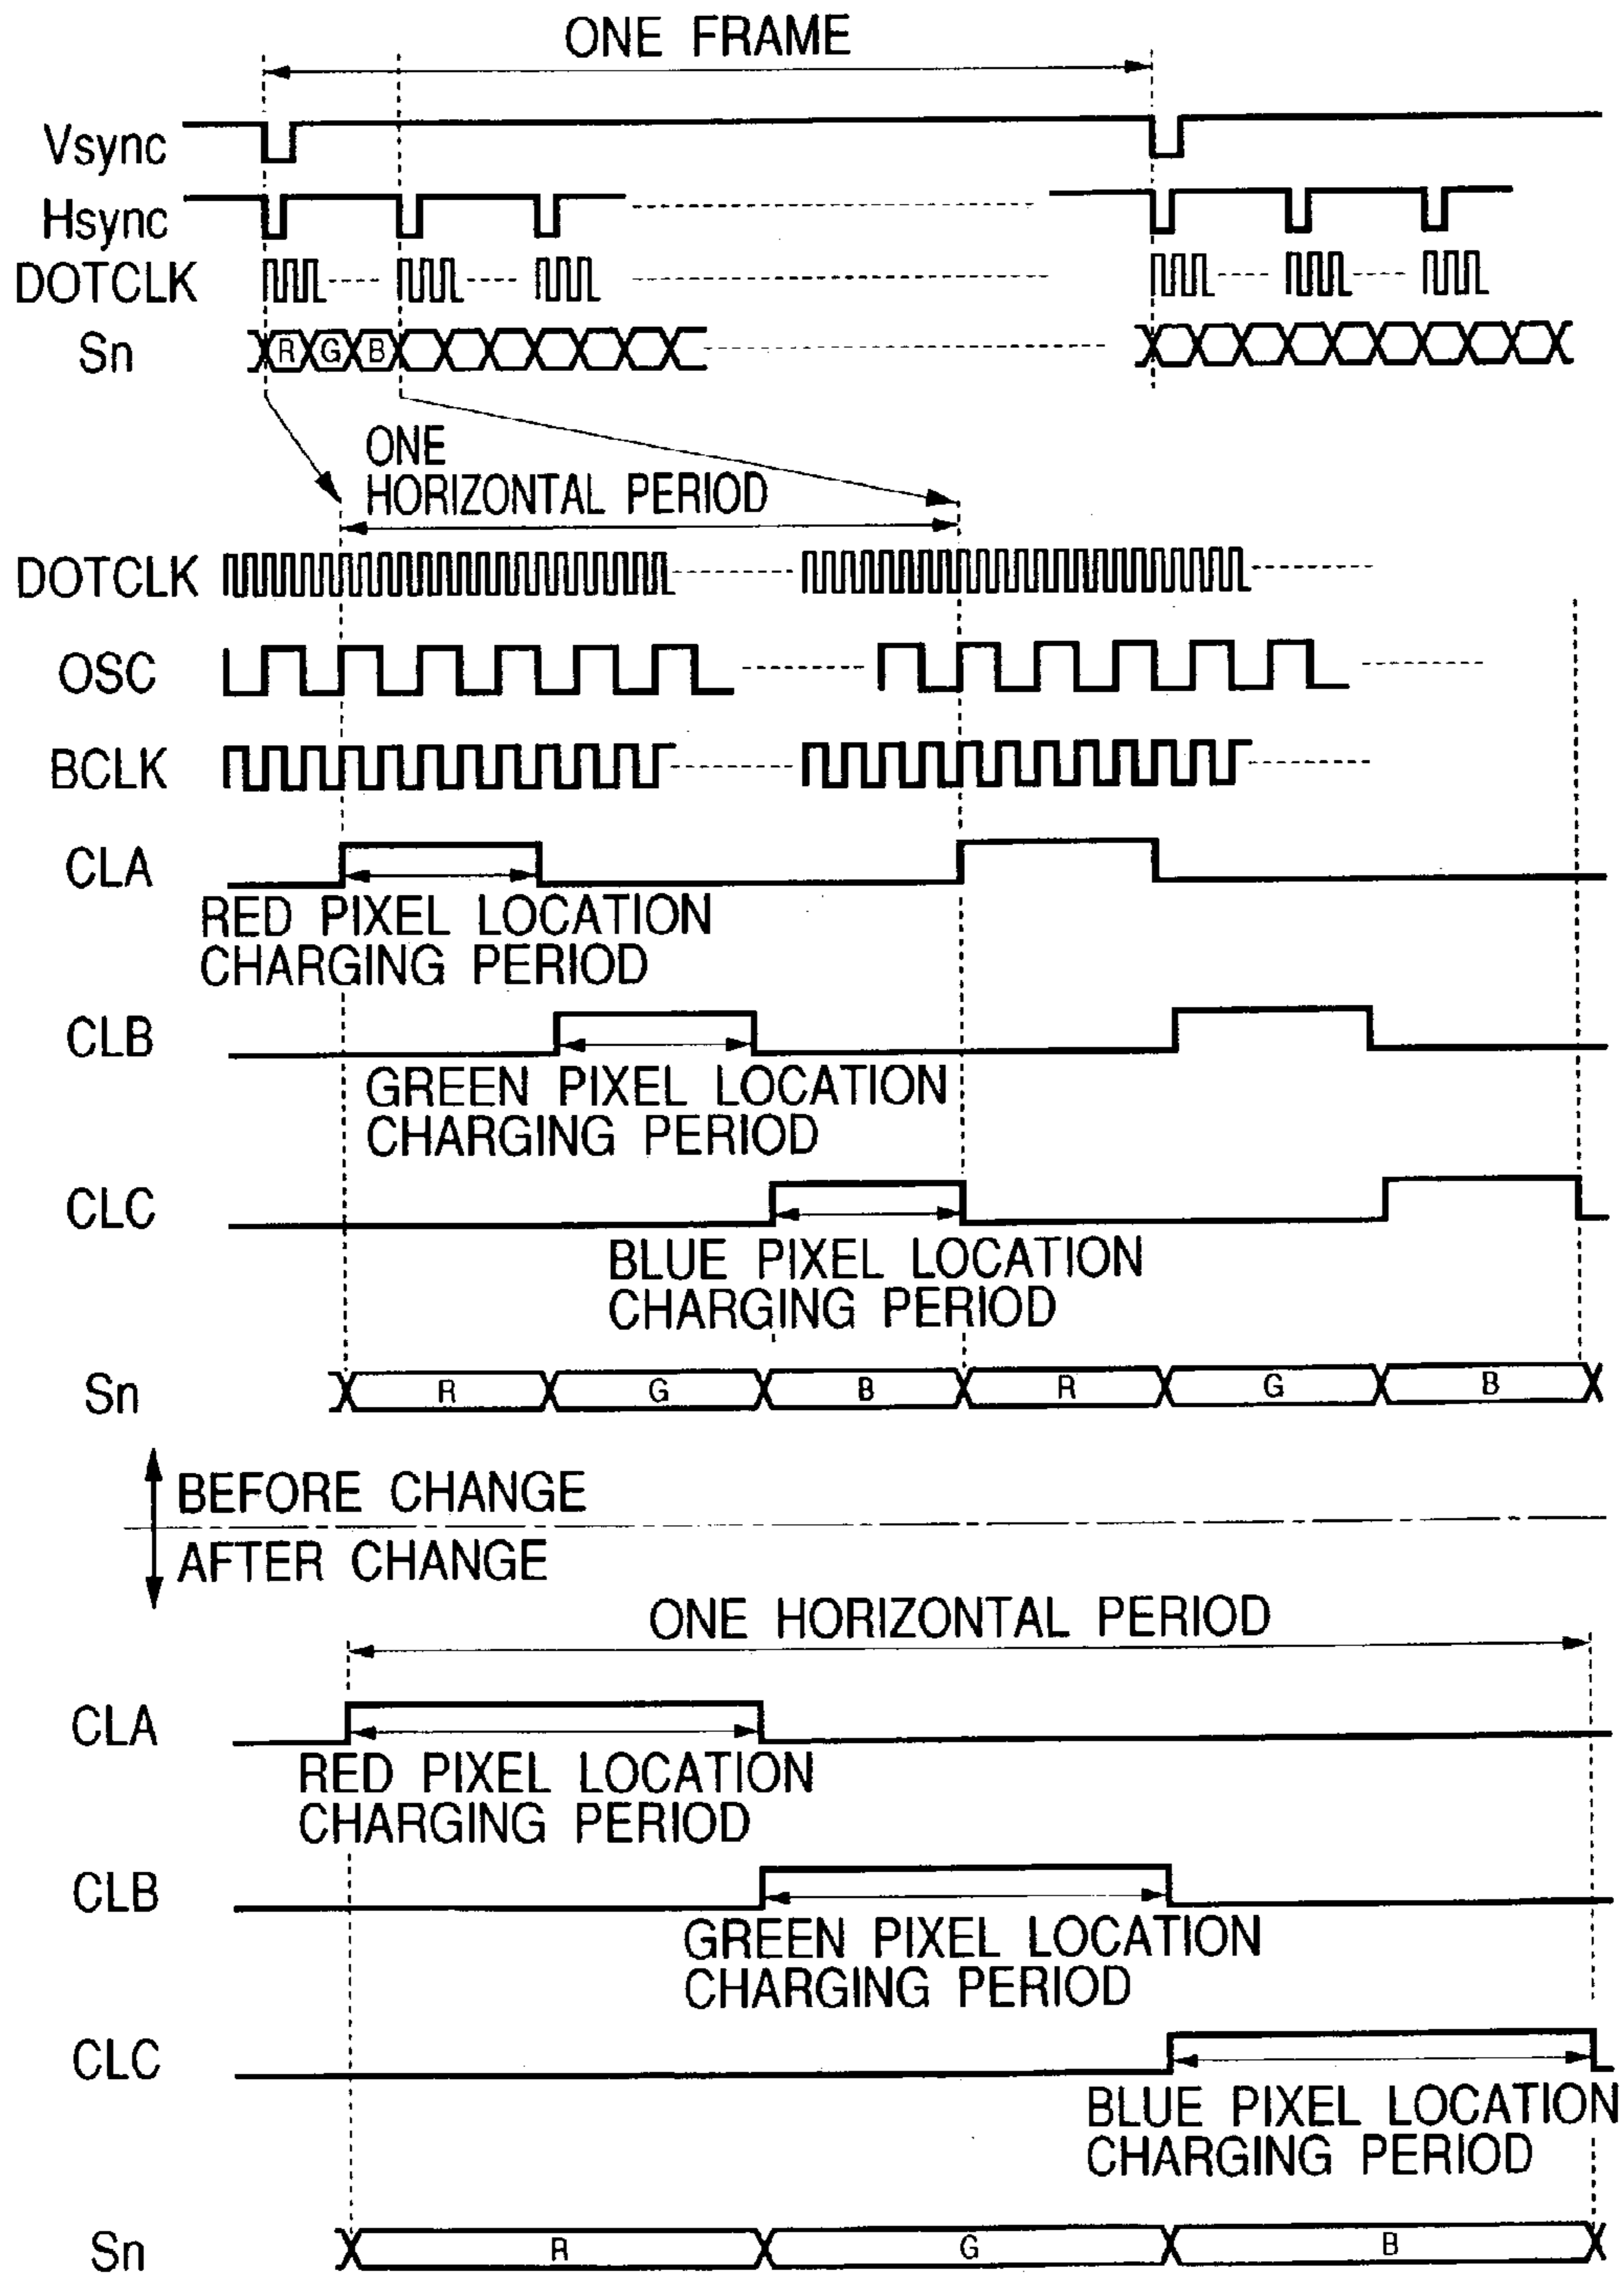 ONE FRAME
Vsync
Hsync
DOTCLK
Sn R G B
ONE
HORIZONTAL PERIOD
DOTCLK
OSC
BCLK
CLA
RED PIXEL LOCATION
CHARGING PERIOD
CLB
GREEN PIXEL LOCATION
CHARGING PERIOD
CLC
BLUE PIXEL LOCATION
CHARGING PERIOD
Sn R G B R G B
BEFORE CHANGE
AFTER CHANGE
ONE HORIZONTAL PERIOD
CLA
RED PIXEL LOCATION
CHARGING PERIOD
CLB
GREEN PIXEL LOCATION
CHARGING PERIOD
CLC
BLUE PIXEL LOCATION
CHARGING PERIOD
Sn R G B